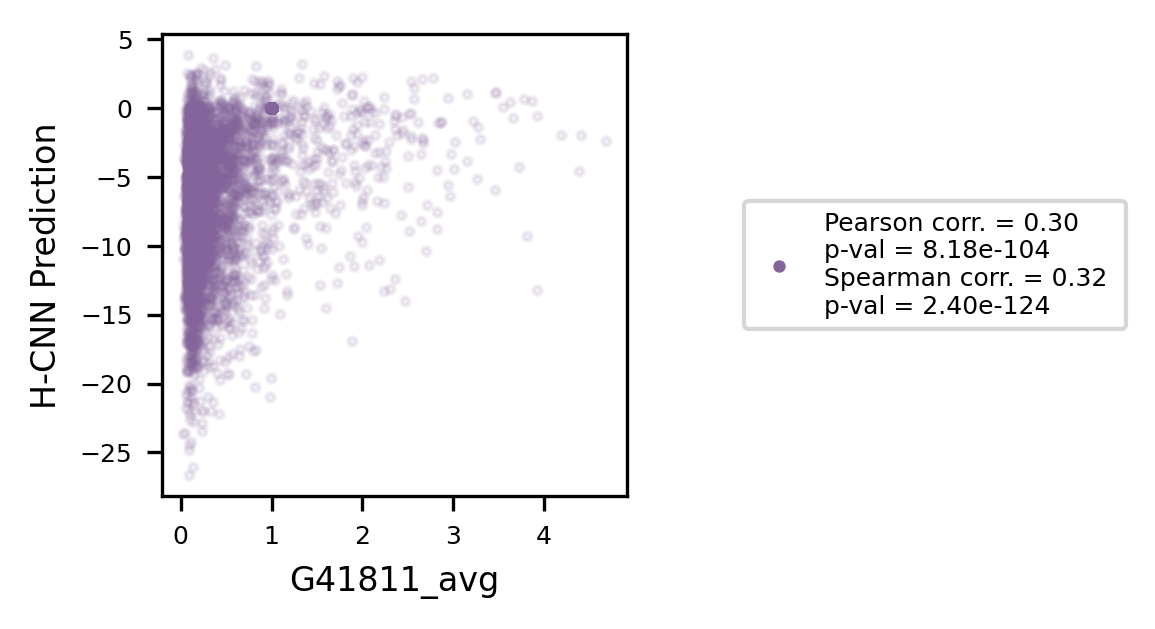 5
0
−5
−10
−15
−20
−25
H-CNN Prediction
0 1 2 3 4
G41811_avg
Pearson corr. = 0.30
p-val = 8.18e-104
Spearman corr. = 0.32
p-val = 2.40e-124